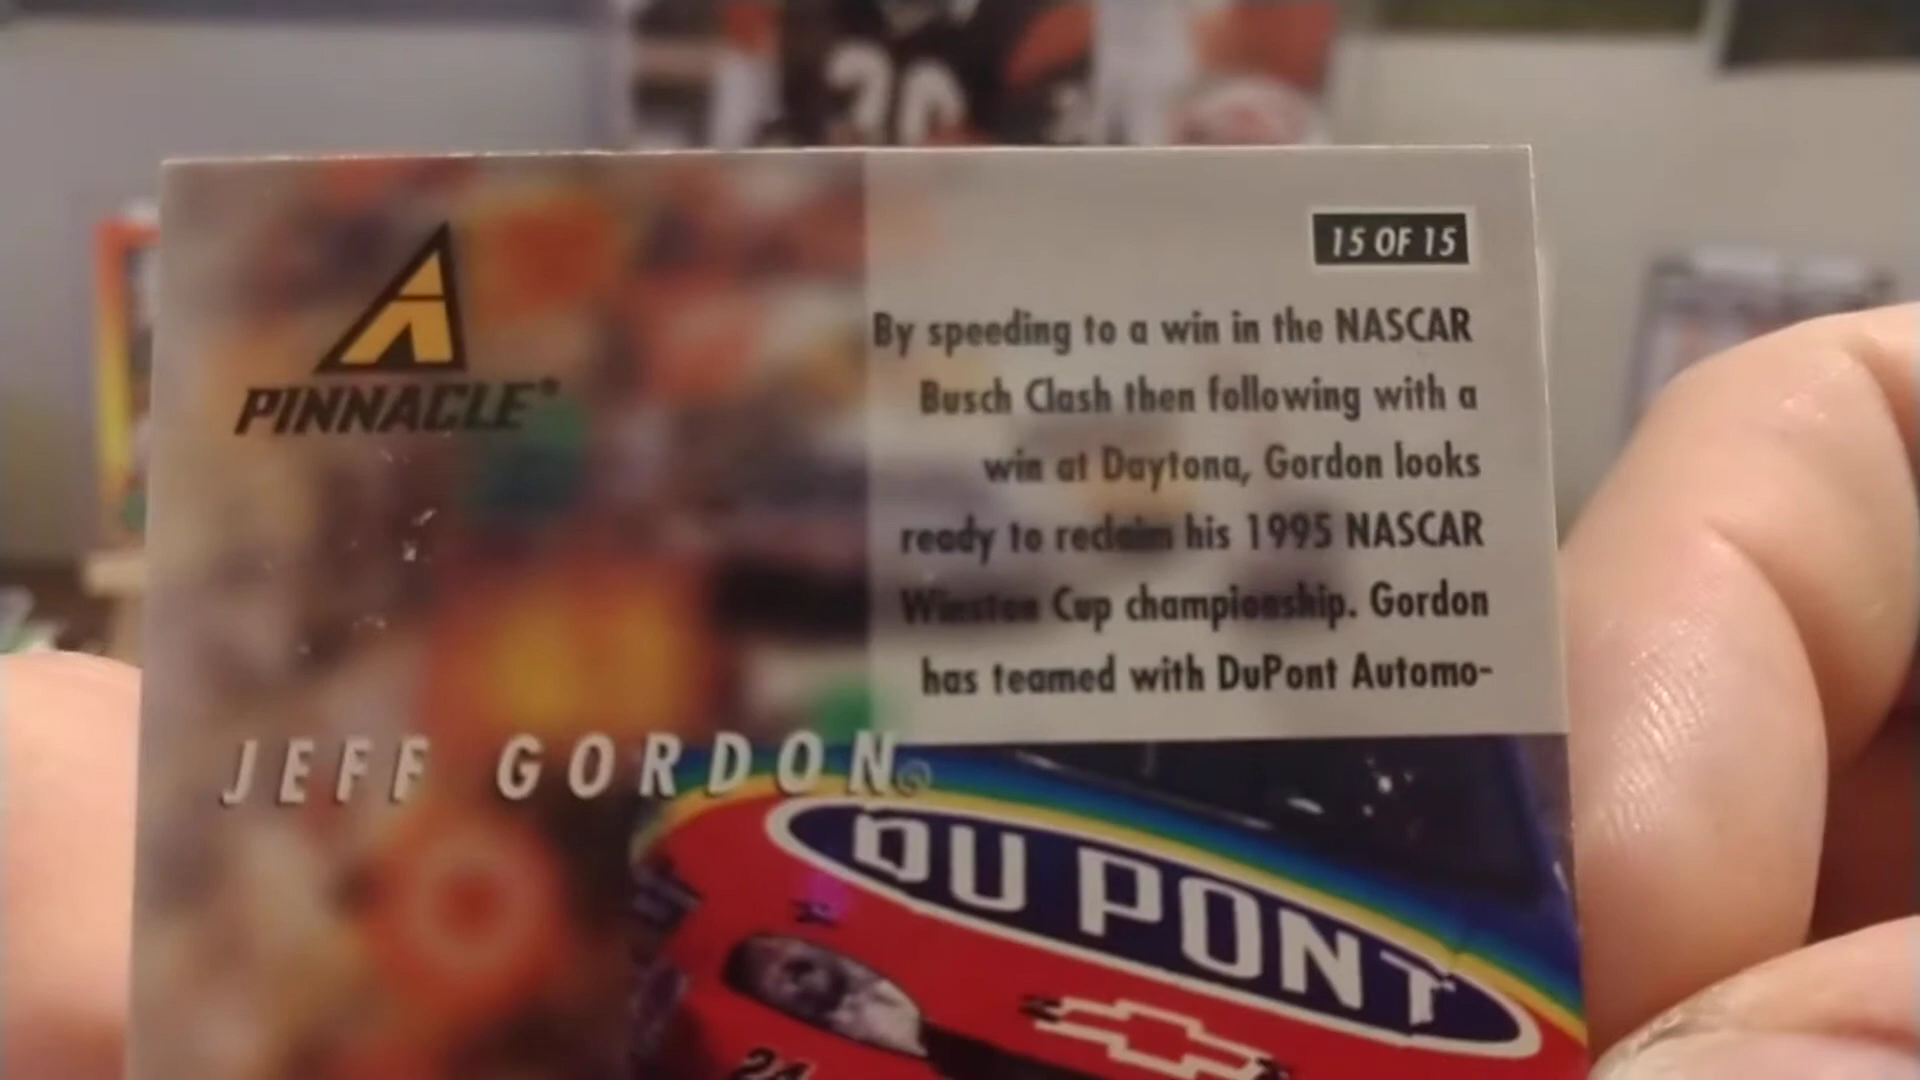 30
PINNACLE®
15 OF 15
By speeding to a win in the NASCAR
Busch Clash then following with a
win at Daytona, Gordon looks
ready to reclaim his 1995 NASCAR
Winston Cup championship. Gordon
has teamed with DuPont Automo-
JEFF GORDON®
DU PONT
24